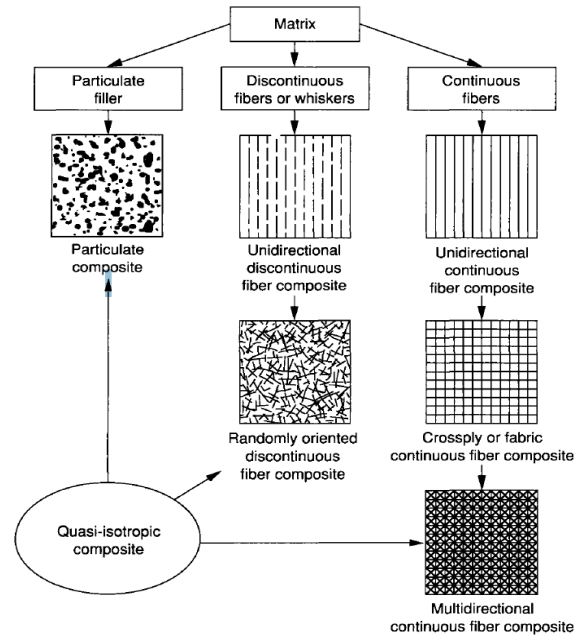 Matrix
Particulate
filler
Discontinuous
fibers or whiskers
Continuous
fibers
Particulate
composite
Unidirectional
discontinuous
fiber composite
Unidirectional
continuous
fiber composite
Randomly oriented
discontinuous
fiber composite
Crossply or fabric
continuous fiber composite
Quasi-isotropic
composite
Multidirectional
continuous fiber composite